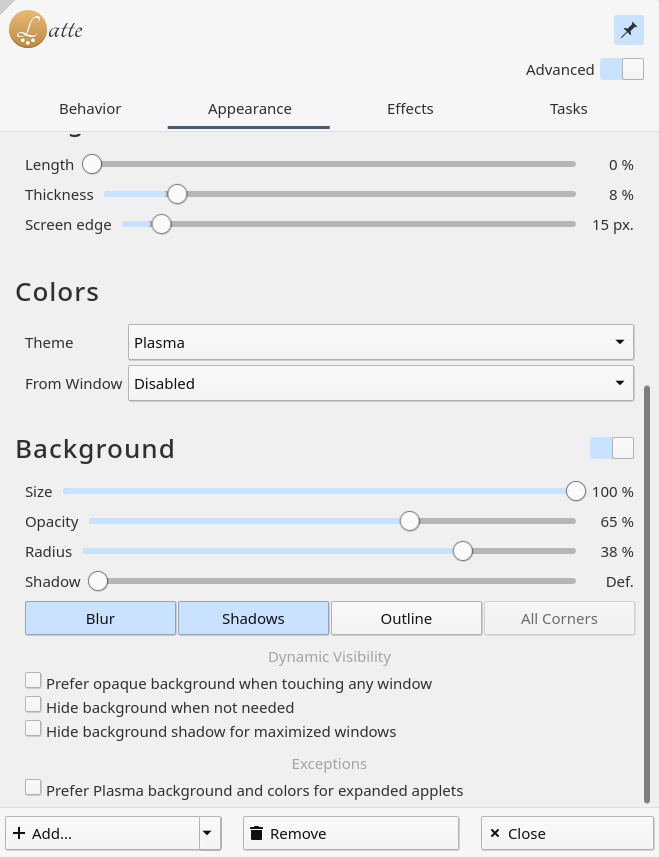 Latte
Advanced
Behavior Appearance Effects Tasks
Length 0 %
Thickness 8 %
Screen edge 15 px.
Colors
Theme Plasma
From Window Disabled
Background
Size 100 %
Opacity 65 %
Radius 38 %
Shadow Def.
Blur Shadows Outline All Corners
Dynamic Visibility
Prefer opaque background when touching any window
Hide background when not needed
Hide background shadow for maximized windows
Exceptions
Prefer Plasma background and colors for expanded applets
Add... Remove Close